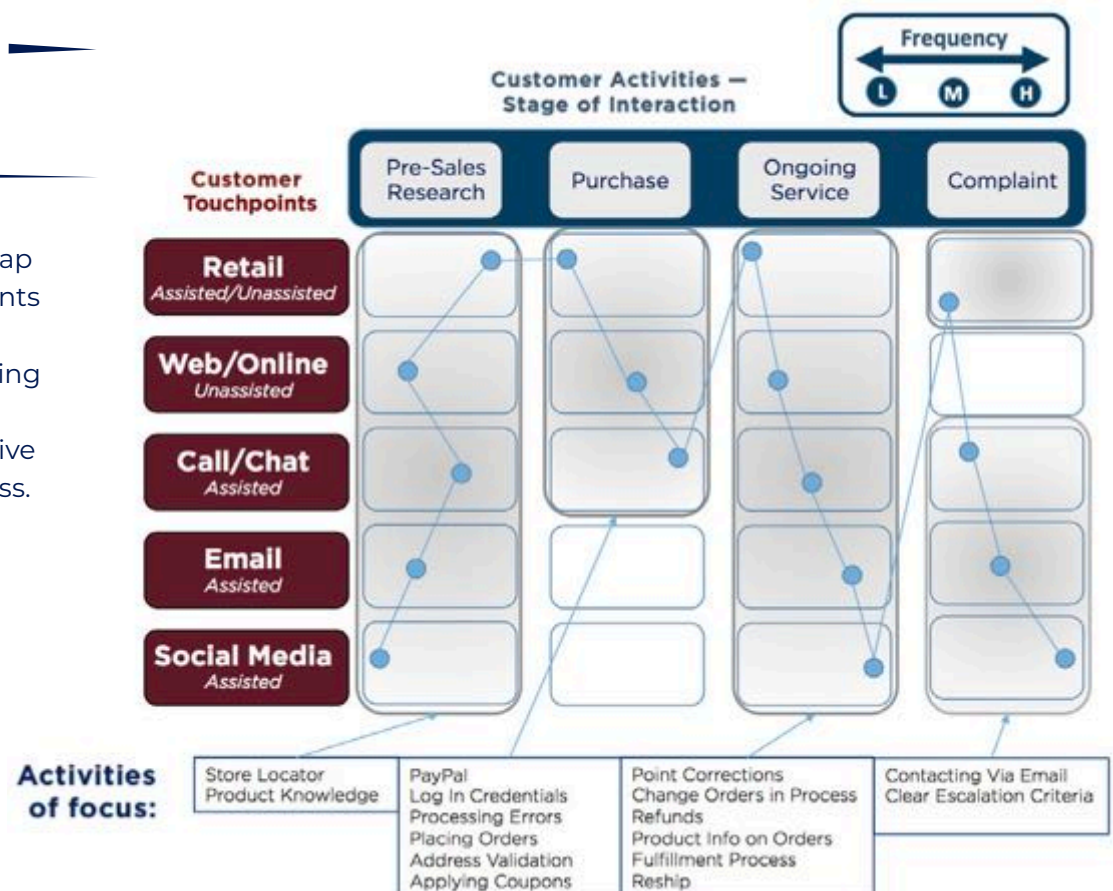 Frequency
L M H
Customer Activities —
Stage of Interaction
Customer
Touchpoints
Pre-Sales
Research
Purchase
Ongoing
Service
Complaint
ap
nts
ing
ive
ss.
Retail
Assisted/Unassisted
Web/Online
Unassisted
Call/Chat
Assisted
Email
Assisted
Social Media
Assisted
Activities
of focus:
Store Locator
Product Knowledge
PayPal
Log In Credentials
Processing Errors
Placing Orders
Address Validation
Applying Coupons
Point Corrections
Change Orders in Process
Refunds
Product Info on Orders
Fulfillment Process
Reship
Contacting Via Email
Clear Escalation Criteria